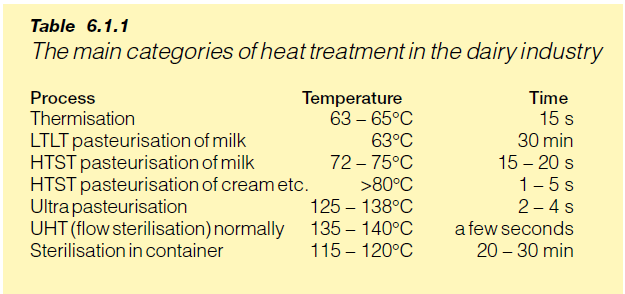 Table 6.1.1
The main categories of heat treatment in the dairy industry
Process Temperature Time
Thermisation 63 – 65°C 15 s
LTLT pasteurisation of milk 63°C 30 min
HTST pasteurisation of milk 72 – 75°C 15 – 20 s
HTST pasteurisation of cream etc. >80°C 1 – 5 s
Ultra pasteurisation 125 – 138°C 2 – 4 s
UHT (flow sterilisation) normally 135 – 140°C a few seconds
Sterilisation in container 115 – 120°C 20 – 30 min